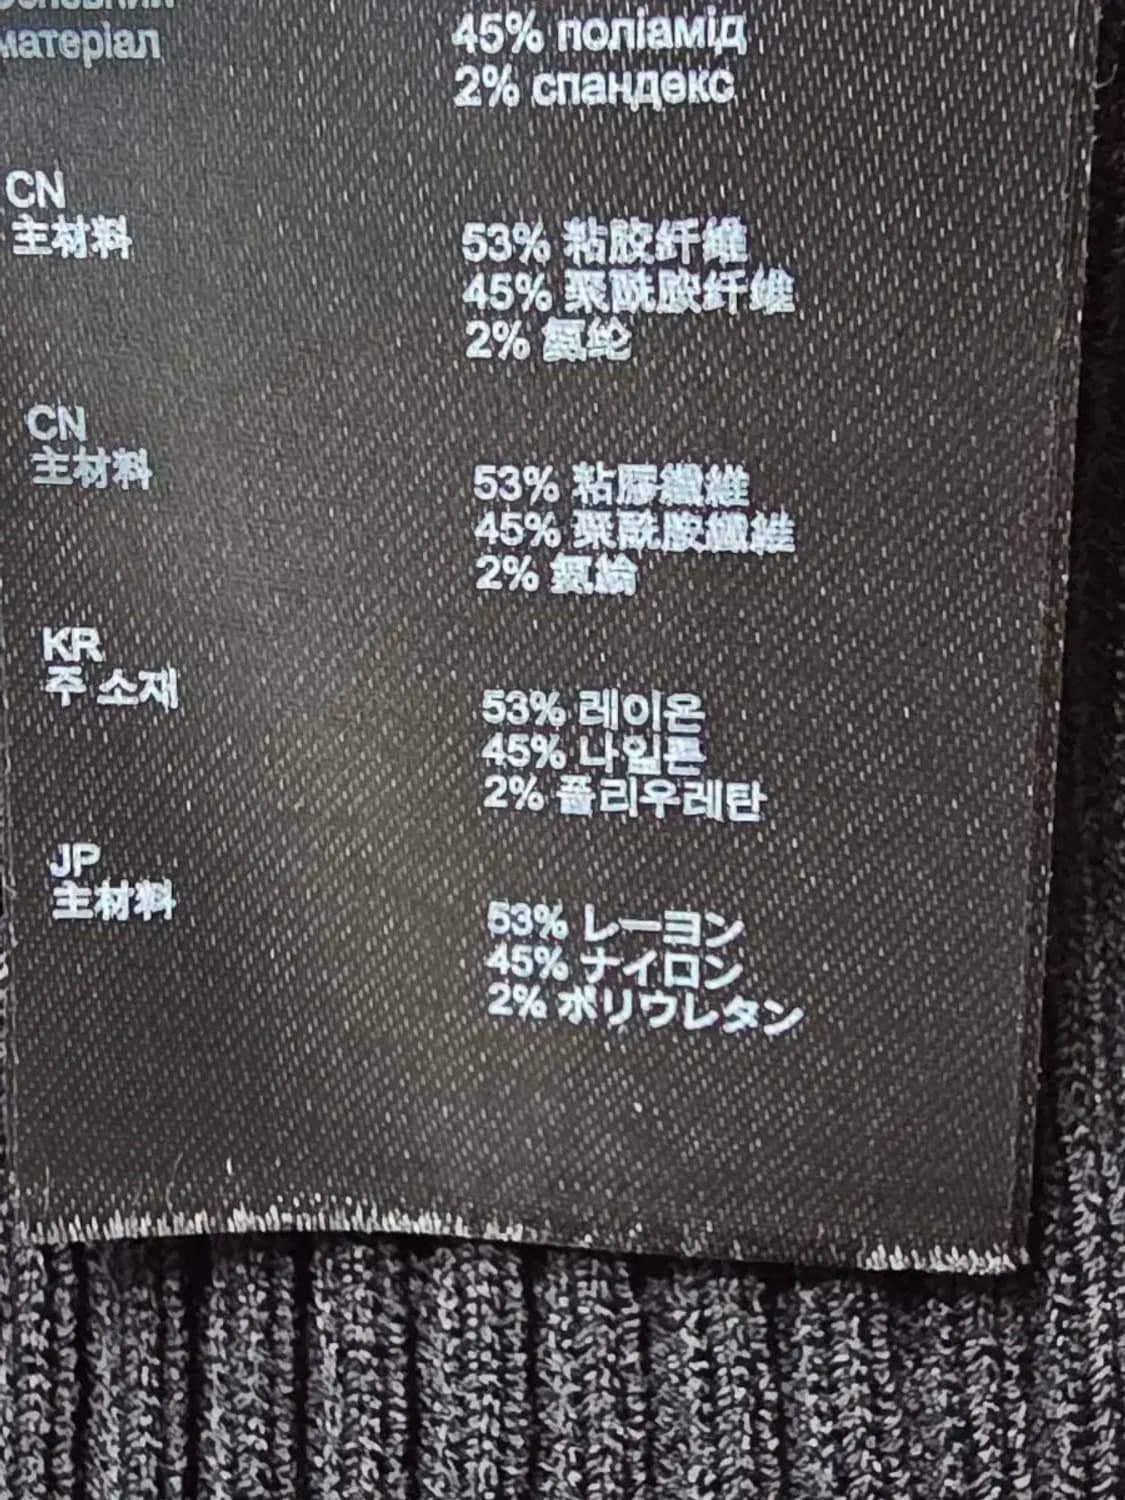 матеріал
45% поліамід
2% спандекс
CN
主材料
53% 粘胶纤维
45% 聚酰胺纤维
2% 氨纶
CN
主材料
53% 粘膠纖維
45% 聚酰胺纖維
2% 氨綸
KR
주 소재
53% 레이온
45% 나일론
2% 폴리우레탄
JP
主材料
53% レーヨン
45% ナイロン
2% ポリウレタン